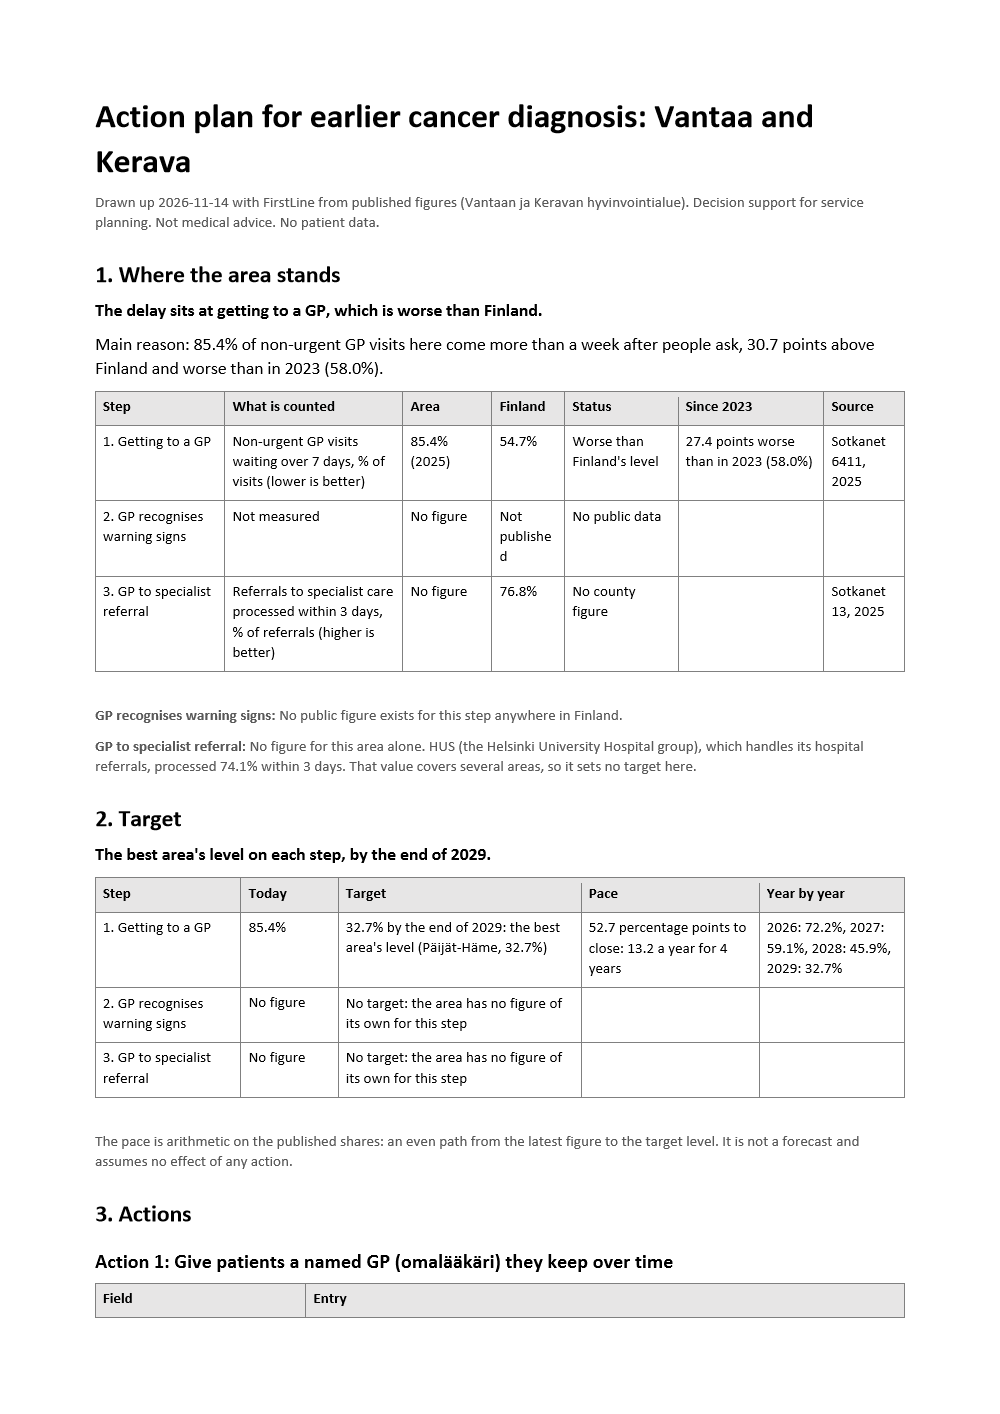 Action plan for earlier cancer diagnosis: Vantaa and
Kerava
Drawn up 2026-11-14 with FirstLine from published figures (Vantaan ja Keravan hyvinvointialue). Decision support for service
planning. Not medical advice. No patient data.
1. Where the area stands
The delay sits at getting to a GP, which is worse than Finland.
Main reason: 85.4% of non-urgent GP visits here come more than a week after people ask, 30.7 points above
Finland and worse than in 2023 (58.0%).
Step What is counted Area Finland Status Since 2023 Source
1. Getting to a GP Non-urgent GP visits 85.4% 54.7% Worse than 27.4 points worse Sotkanet
waiting over 7 days, % of (2025) Finland's level than in 2023 (58.0%) 6411,
visits (lower is better) 2025
2. GP recognises Not measured No figure Not No public data
warning signs publishe
d
3. GP to specialist Referrals to specialist care No figure 76.8% No county Sotkanet
referral processed within 3 days, figure 13, 2025
% of referrals (higher is
better)
GP recognises warning signs: No public figure exists for this step anywhere in Finland.
GP to specialist referral: No figure for this area alone. HUS (the Helsinki University Hospital group), which handles its hospital
referrals, processed 74.1% within 3 days. That value covers several areas, so it sets no target here.
2. Target
The best area's level on each step, by the end of 2029.
Step Today Target Pace Year by year
1. Getting to a GP 85.4% 32.7% by the end of 2029: the best 52.7 percentage points to 2026: 72.2%, 2027:
area's level (Päijät-Häme, 32.7%) close: 13.2 a year for 4 59.1%, 2028: 45.9%,
years 2029: 32.7%
2. GP recognises No figure No target: the area has no figure of
warning signs its own for this step
3. GP to specialist No figure No target: the area has no figure of
referral its own for this step
The pace is arithmetic on the published shares: an even path from the latest figure to the target level. It is not a forecast and
assumes no effect of any action.
3. Actions
Action 1: Give patients a named GP (omalääkäri) they keep over time
Field Entry